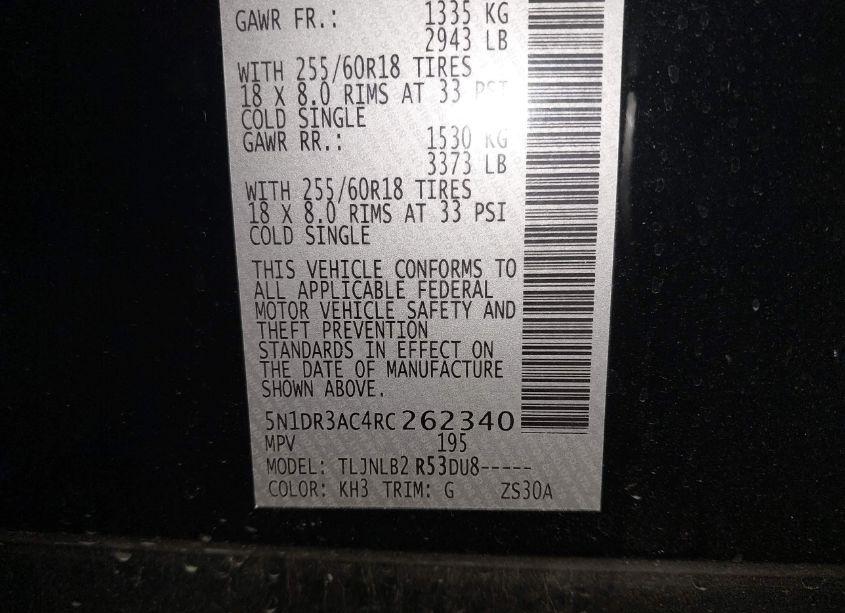 GAWR FR.: 1335 KG
2943 LB
WITH 255/60R18 TIRES
18 X 8.0 RIMS AT 33 PSI
COLD SINGLE
GAWR RR.: 1530 KG
3373 LB
WITH 255/60R18 TIRES
18 X 8.0 RIMS AT 33 PSI
COLD SINGLE
THIS VEHICLE CONFORMS TO
ALL APPLICABLE FEDERAL
MOTOR VEHICLE SAFETY AND
THEFT PREVENTION
STANDARDS IN EFFECT ON
THE DATE OF MANUFACTURE
SHOWN ABOVE.
5N1DR3AC4RC262340
MPV 195
MODEL: TLJNLB2 R53DU8-----
COLOR: KH3 TRIM: G ZS30A